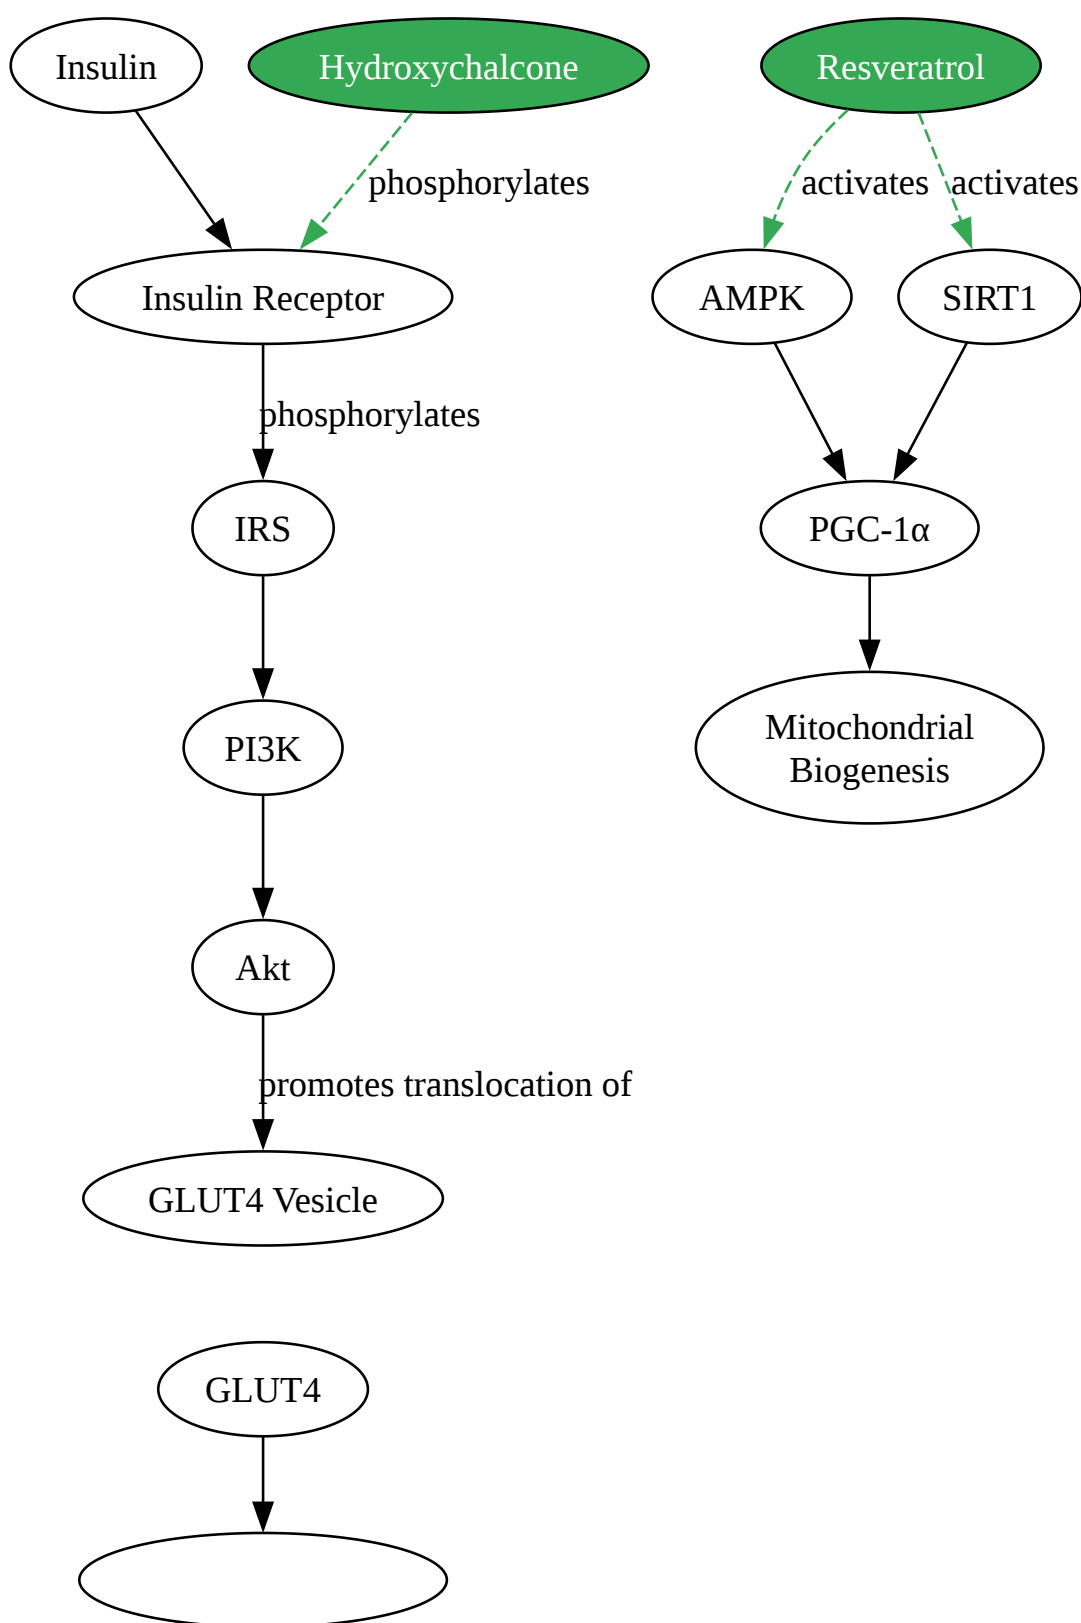 Insulin
Hydroxychalcone
Resveratrol
phosphorylates
activates
activates
Insulin Receptor
AMPK
SIRT1
phosphorylates
IRS
PGC-1α
PI3K
Mitochondrial
Biogenesis
Akt
promotes translocation of
GLUT4 Vesicle
GLUT4